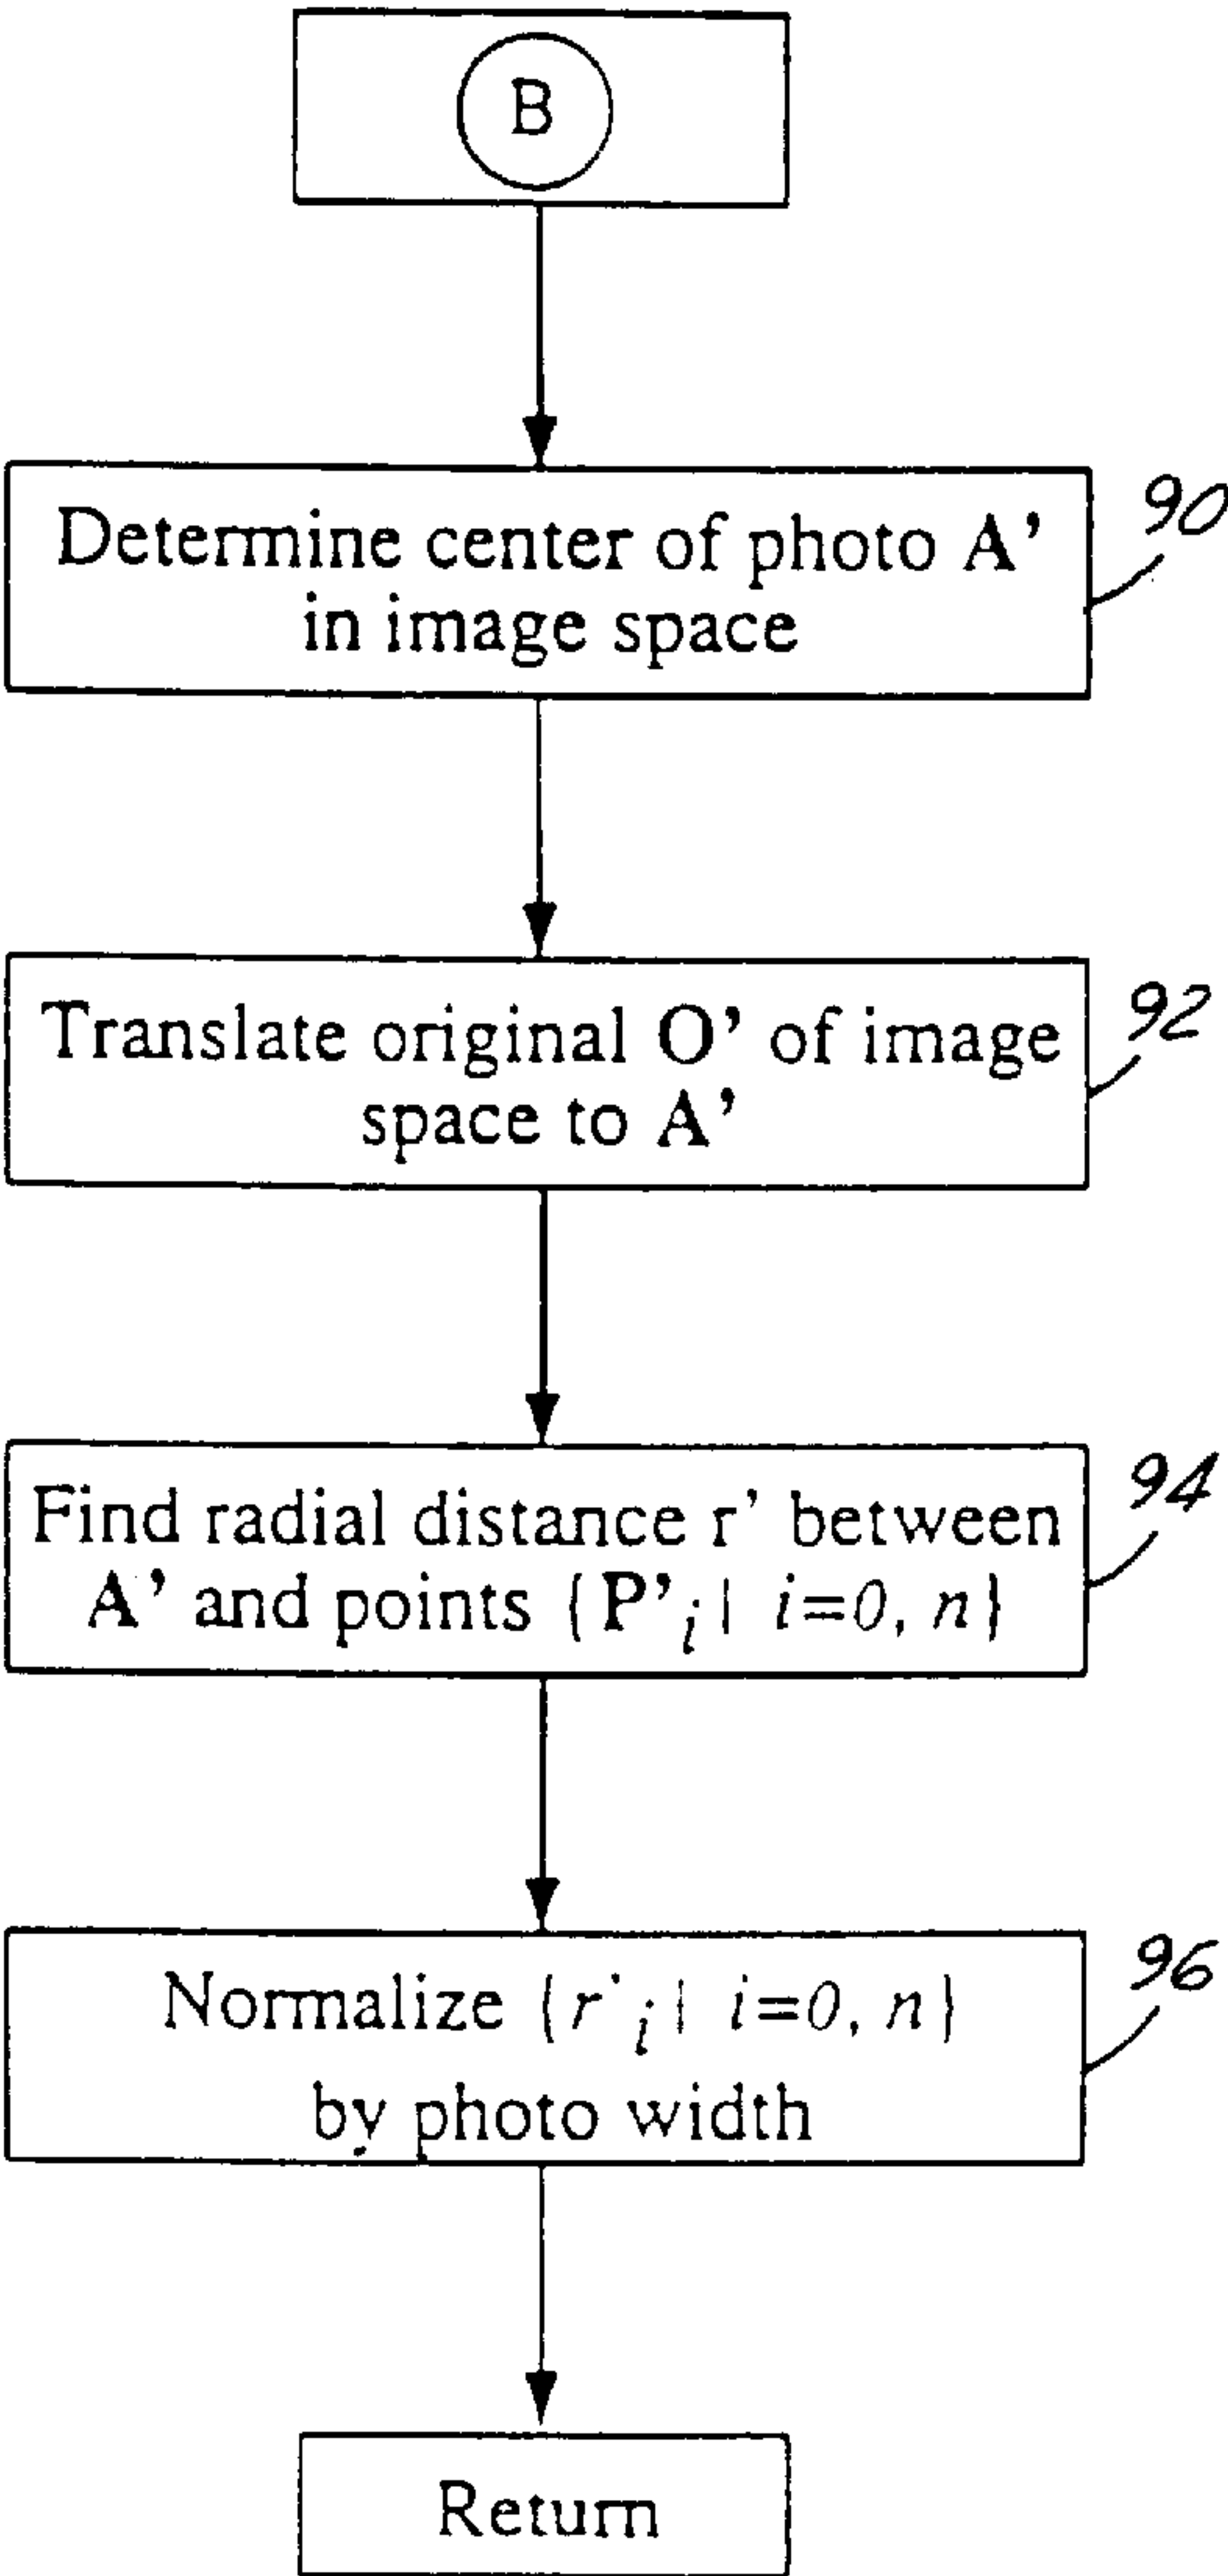 B
Determine center of photo A'
in image space
90
Translate original O' of image
space to A'
92
Find radial distance r' between
A' and points {P'i | i=0, n}
94
Normalize {r'i | i=0, n}
by photo width
96
Return